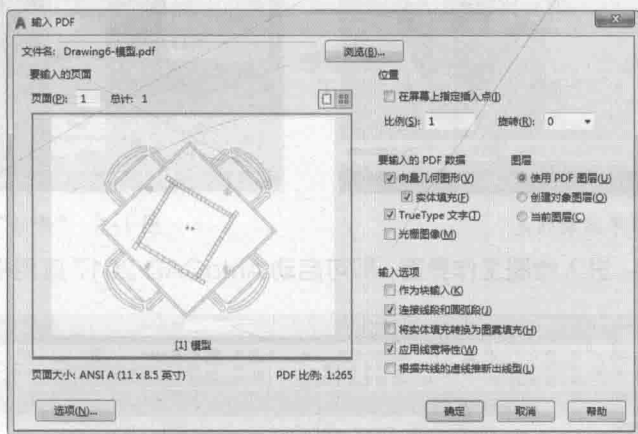 输入 PDF
文件名: Drawing6-模型.pdf
浏览(B)...
要输入的页面
页面(P): 1 总计: 1
[1] 模型
页面大小: ANSI A (11 x 8.5 英寸)
PDF 比例: 1:265
选项(N)...
位置
在屏幕上指定插入点(I)
比例(S): 1 旋转(R): 0
要输入的 PDF 数据
向量几何图形(V)
实体填充(F)
TrueType 文字(T)
光栅图像(M)
图层
使用 PDF 图层(U)
创建对象图层(O)
当前图层(C)
输入选项
作为块输入(K)
连接线段和圆弧段(J)
将实体填充转换为图案填充(H)
应用线宽特性(W)
根据共线的虚线推断出线型(L)
确定
取消
帮助